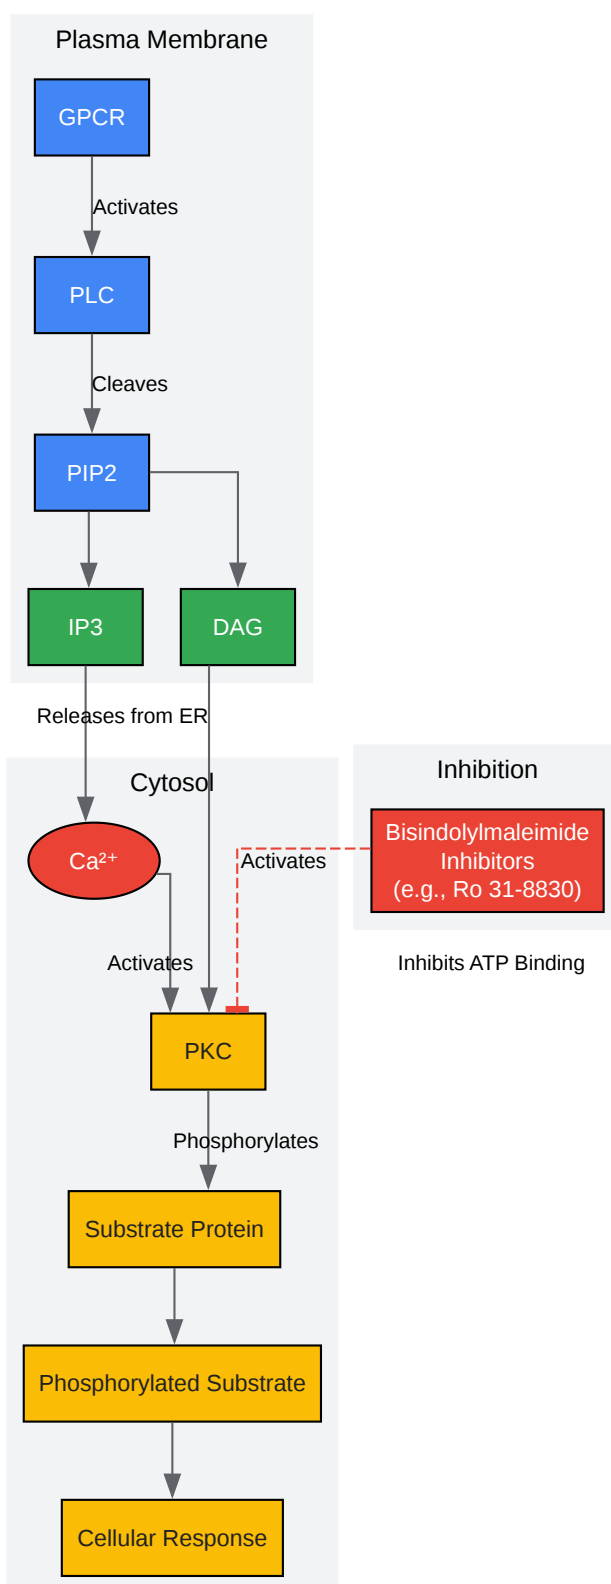 Plasma Membrane
GPCR
Activates
PLC
Cleaves
PIP2
IP3
DAG
Releases from ER
Cytosol
Inhibition
Ca²⁺
Activates
Bisindolylmaleimide
Inhibitors
(e.g., Ro 31-8830)
Activates
Inhibits ATP Binding
PKC
Phosphorylates
Substrate Protein
Phosphorylated Substrate
Cellular Response